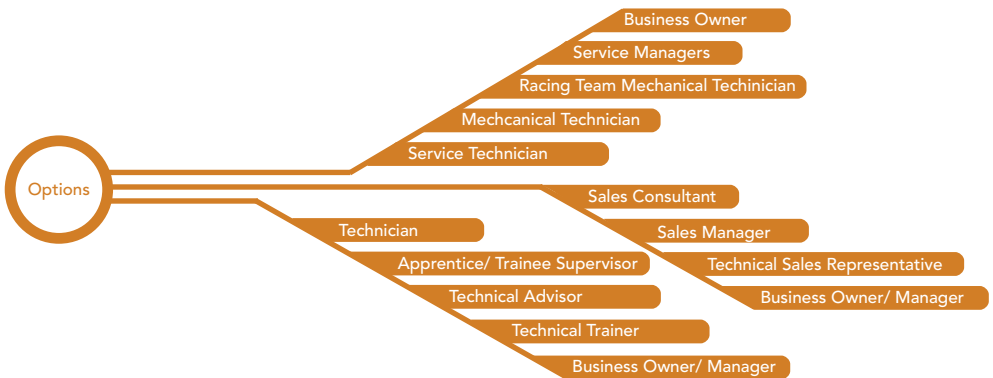 Business Owner
Service Managers
Racing Team Mechanical Techinician
Mechcanical Technician
Service Technician
Options
Sales Consultant
Sales Manager
Technical Sales Representative
Business Owner/ Manager
Technician
Apprentice/ Trainee Supervisor
Technical Advisor
Technical Trainer
Business Owner/ Manager